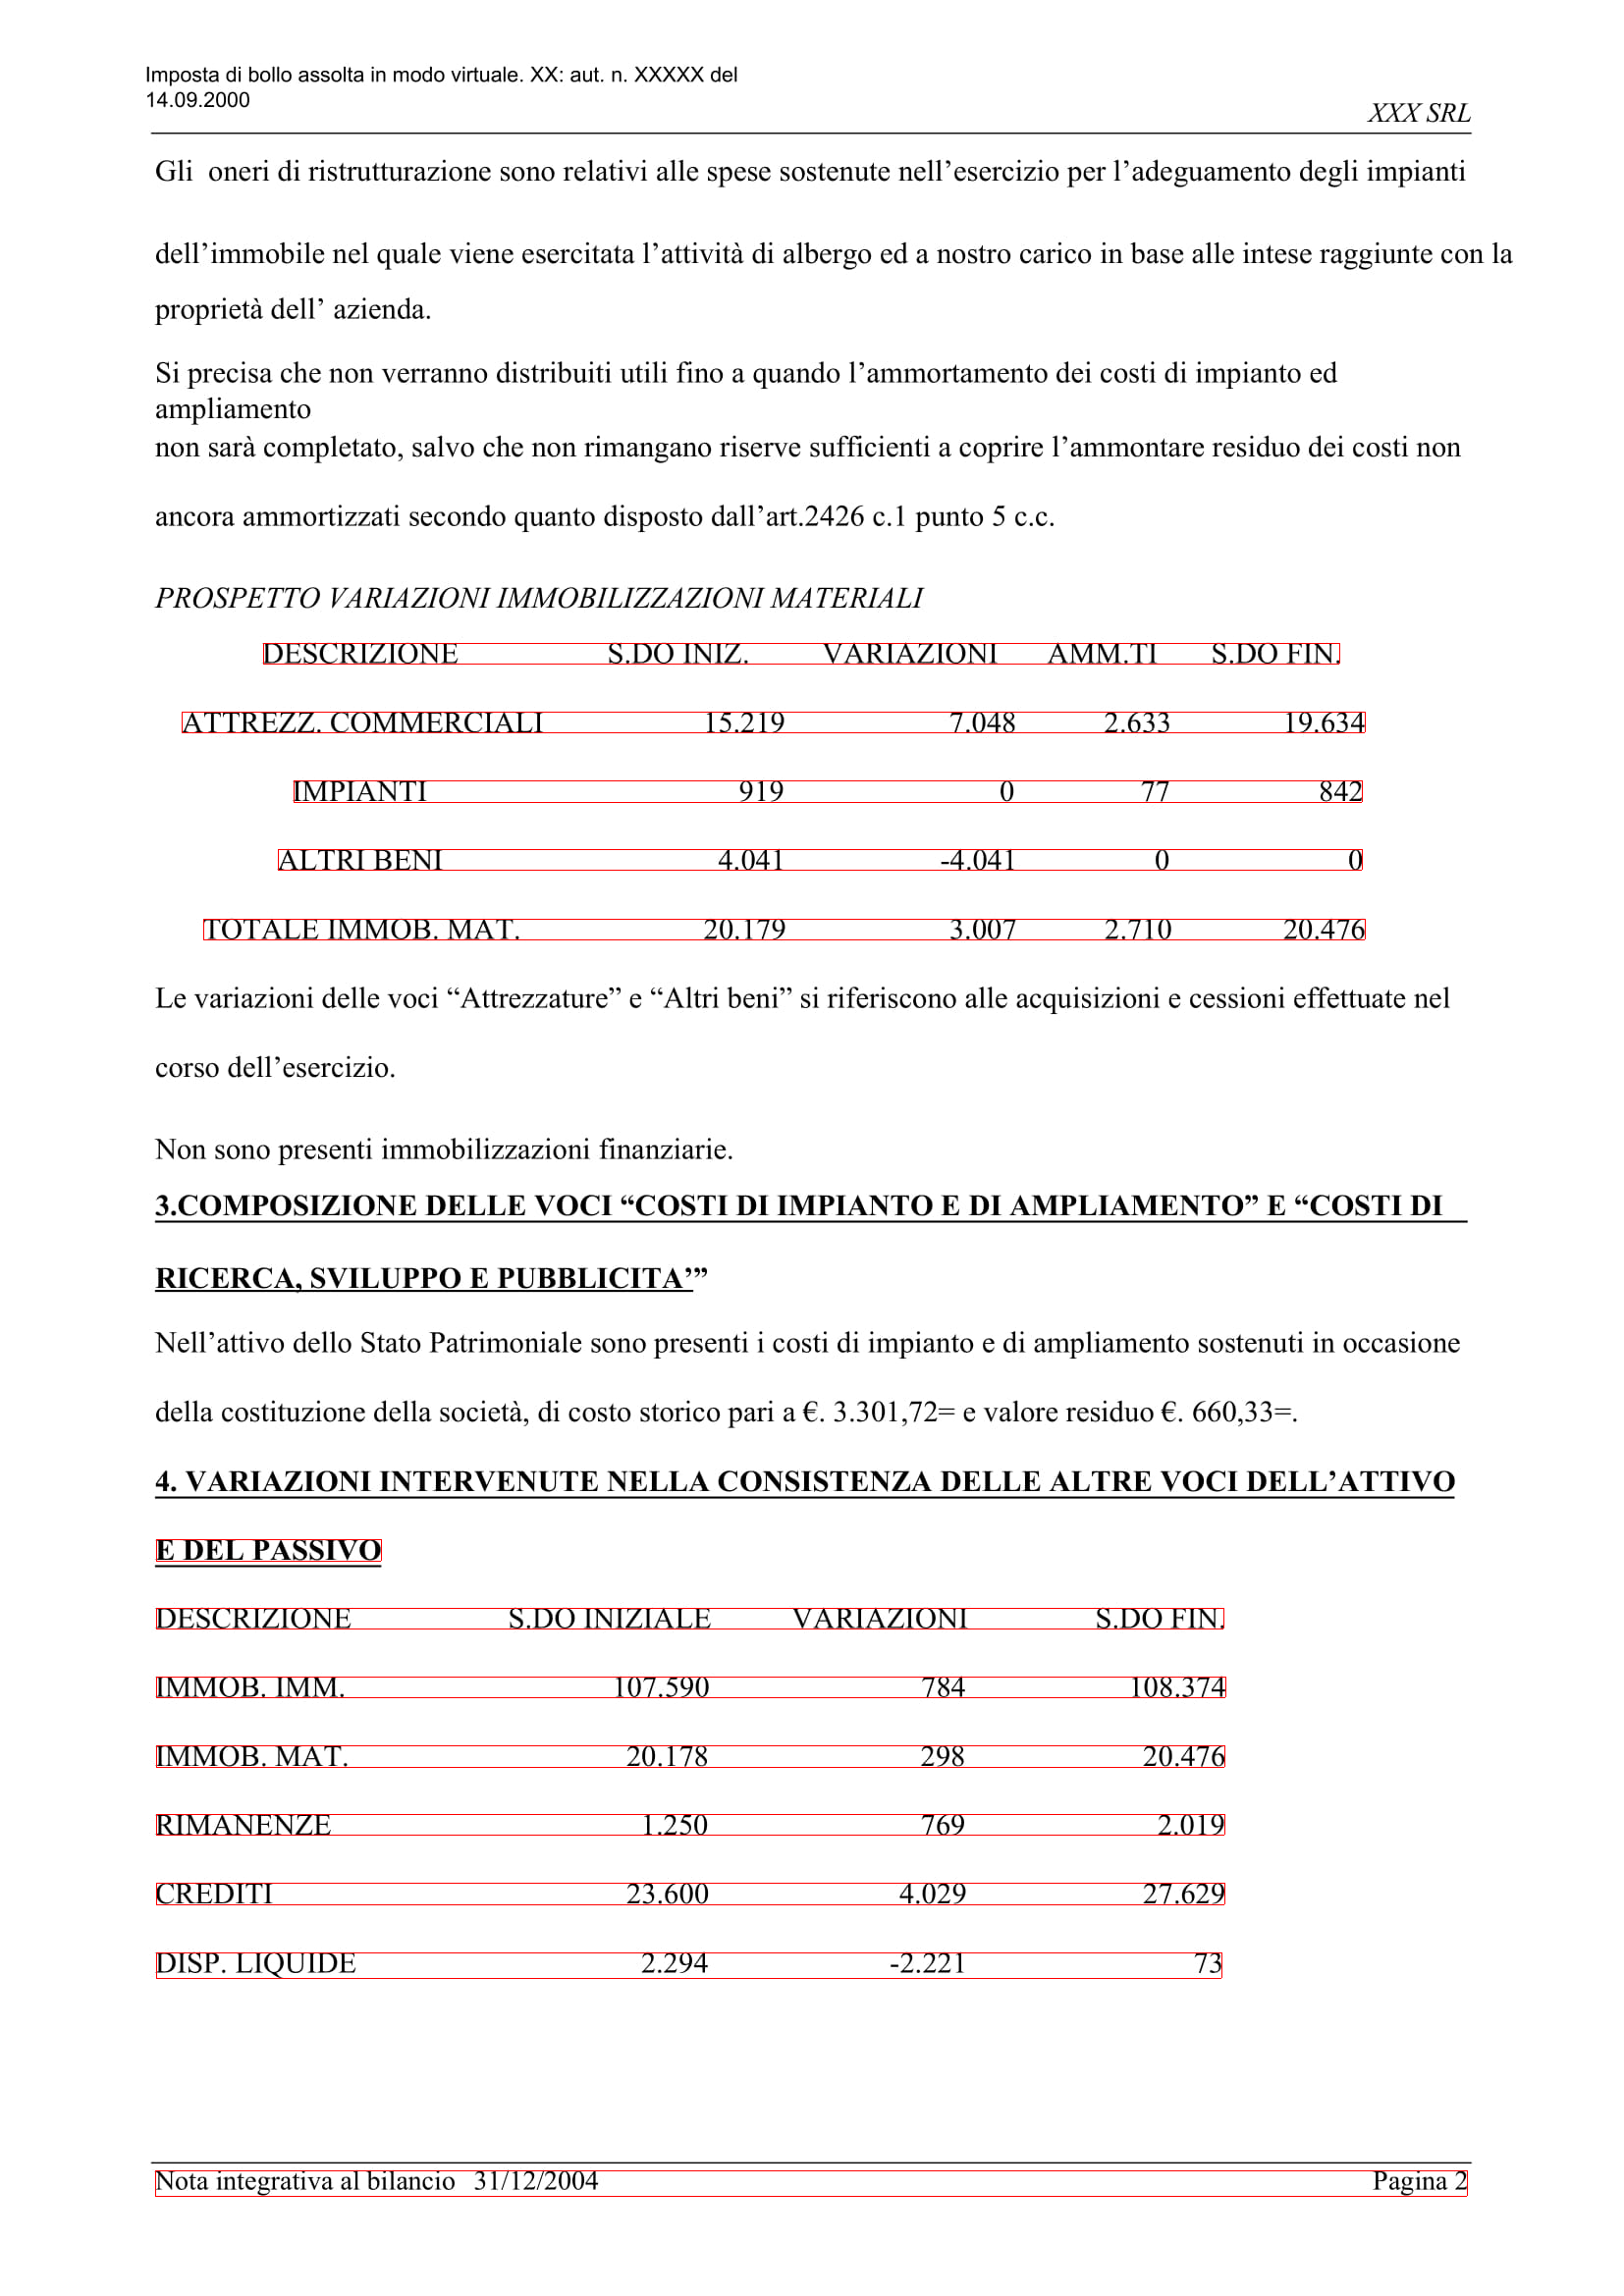 Imposta di bollo assolta in modo virtuale. XX: aut. n. XXXXX del
14.09.2000
XXX SRL
Gli oneri di ristrutturazione sono relativi alle spese sostenute nell’esercizio per l’adeguamento degli impianti
dell’immobile nel quale viene esercitata l’attività di albergo ed a nostro carico in base alle intese raggiunte con la
proprietà dell’ azienda.
Si precisa che non verranno distribuiti utili fino a quando l’ammortamento dei costi di impianto ed
ampliamento
non sarà completato, salvo che non rimangano riserve sufficienti a coprire l’ammontare residuo dei costi non
ancora ammortizzati secondo quanto disposto dall’art.2426 c.1 punto 5 c.c.
PROSPETTO VARIAZIONI IMMOBILIZZAZIONI MATERIALI
DESCRIZIONE S.DO INIZ. VARIAZIONI AMM.TI S.DO FIN.
ATTREZZ. COMMERCIALI 15.219 7.048 2.633 19.634
IMPIANTI 919 0 77 842
ALTRI BENI 4.041 -4.041 0 0
TOTALE IMMOB. MAT. 20.179 3.007 2.710 20.476
Le variazioni delle voci “Attrezzature” e “Altri beni” si riferiscono alle acquisizioni e cessioni effettuate nel
corso dell’esercizio.
Non sono presenti immobilizzazioni finanziarie.
3.COMPOSIZIONE DELLE VOCI “COSTI DI IMPIANTO E DI AMPLIAMENTO” E “COSTI DI
RICERCA, SVILUPPO E PUBBLICITA’”
Nell’attivo dello Stato Patrimoniale sono presenti i costi di impianto e di ampliamento sostenuti in occasione
della costituzione della società, di costo storico pari a €. 3.301,72= e valore residuo €. 660,33=.
4. VARIAZIONI INTERVENUTE NELLA CONSISTENZA DELLE ALTRE VOCI DELL’ATTIVO
E DEL PASSIVO
DESCRIZIONE S.DO INIZIALE VARIAZIONI S.DO FIN.
IMMOB. IMM. 107.590 784 108.374
IMMOB. MAT. 20.178 298 20.476
RIMANENZE 1.250 769 2.019
CREDITI 23.600 4.029 27.629
DISP. LIQUIDE 2.294 -2.221 73
Nota integrativa al bilancio 31/12/2004 Pagina 2